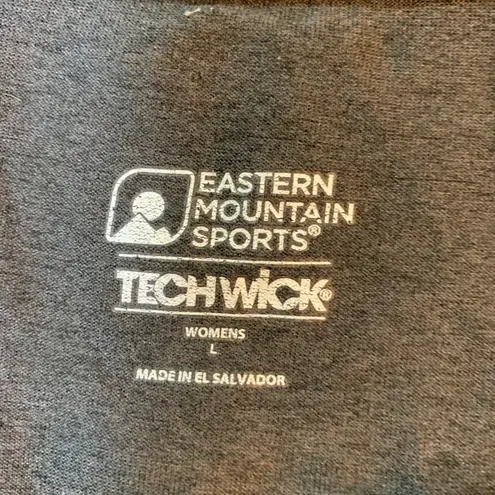 EASTERN
MOUNTAIN
SPORTS®
TECHWiCK®
WOMENS
L
MADE IN EL SALVADOR